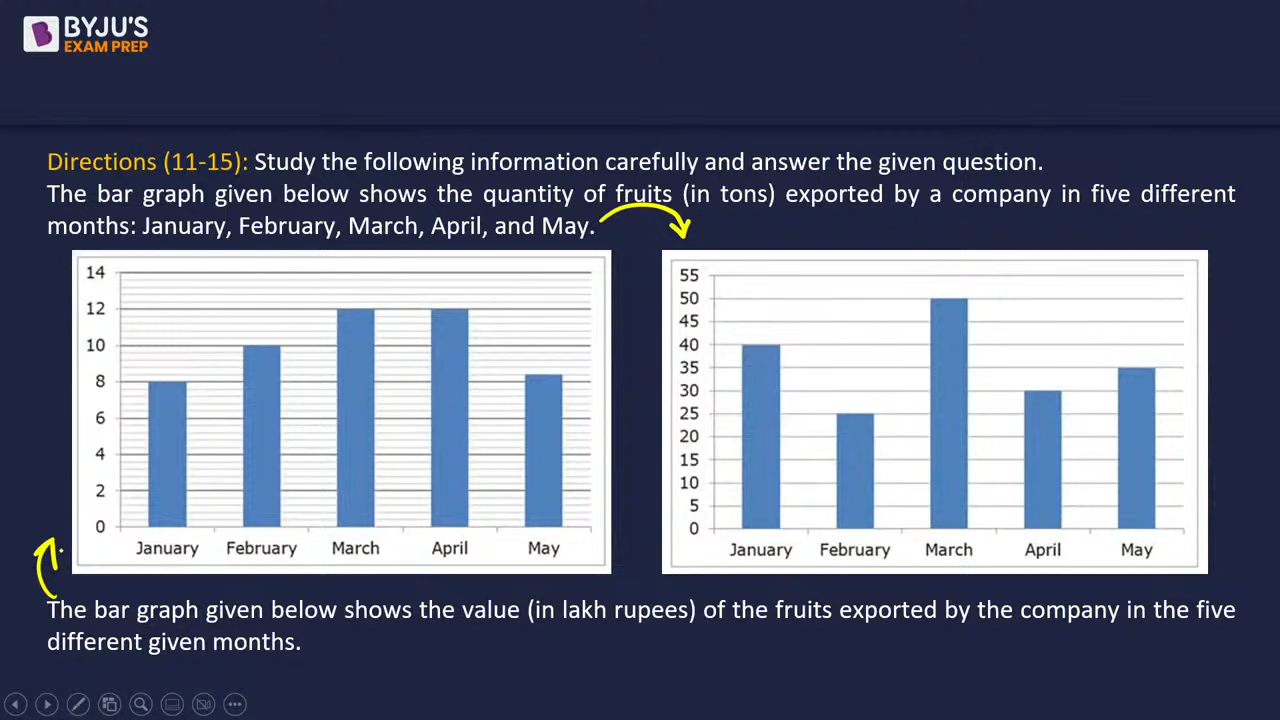 BYJU'S
EXAM PREP
Directions (11-15): Study the following information carefully and answer the given question.
The bar graph given below shows the quantity of fruits (in tons) exported by a company in five different
months: January, February, March, April, and May.
14
12
10
8
6
4
2
0
January February March April May
55
50
45
40
35
30
25
20
15
10
5
0
January February March April May
The bar graph given below shows the value (in lakh rupees) of the fruits exported by the company in the five
different given months.